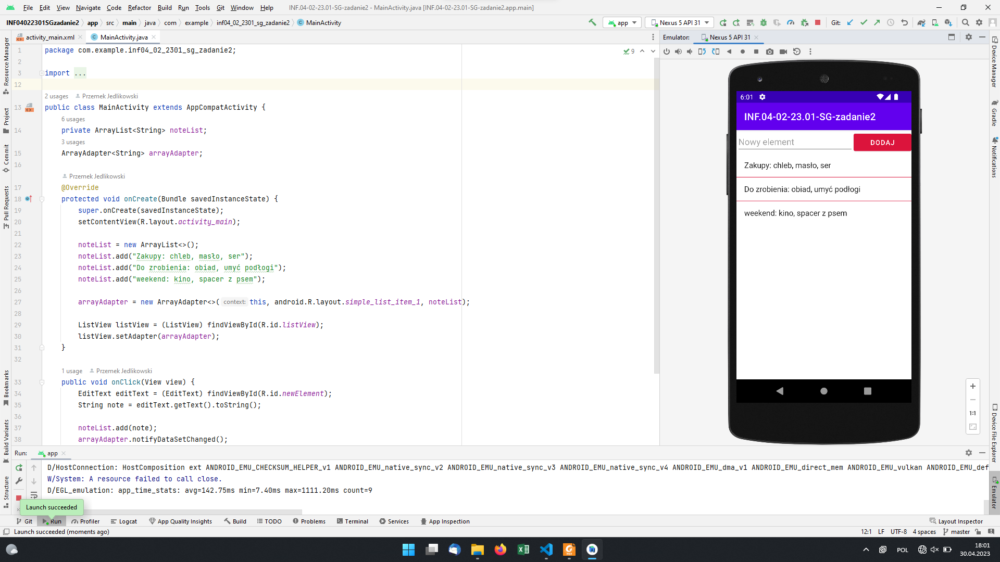 File Edit View Navigate Code Refactor Build Run Tools Git Window Help INF.04-02-23.01-SG-zadanie2 - MainActivity.java [INF.04-02-23.01-SG-zadanie2.app.main]
INF04022301SGzadanie2 app src main java com example inf04_02_2301_sg_zadanie2 MainActivity app Nexus 5 API 31 Git:
activity_main.xml MainActivity.java Emulator: Nexus 5 API 31
1 package com.example.inf04_02_2301_sg_zadanie2; 9
2
3 import ...
12
2 usages Przemek Jedlikowski
13 public class MainActivity extends AppCompatActivity {
6 usages
14 private ArrayList<String> noteList;
3 usages
15 ArrayAdapter<String> arrayAdapter;
16
Przemek Jedlikowski
17 @Override
18 protected void onCreate(Bundle savedInstanceState) {
19 super.onCreate(savedInstanceState);
20 setContentView(R.layout.activity_main);
21
22 noteList = new ArrayList<>();
23 noteList.add("Zakupy: chleb, masło, ser");
24 noteList.add("Do zrobienia: obiad, umyć podłogi");
25 noteList.add("weekend: kino, spacer z psem");
26
27 arrayAdapter = new ArrayAdapter<>( context: this, android.R.layout.simple_list_item_1, noteList);
28
29 ListView listView = (ListView) findViewById(R.id.listView);
30 listView.setAdapter(arrayAdapter);
31 }
32
1 usage Przemek Jedlikowski
33 public void onClick(View view) {
34 EditText editText = (EditText) findViewById(R.id.newElement);
35 String note = editText.getText().toString();
36
37 noteList.add(note);
38 arrayAdapter.notifyDataSetChanged();
6:01
INF.04-02-23.01-SG-zadanie2
Nowy element DODAJ
Zakupy: chleb, masło, ser
Do zrobienia: obiad, umyć podłogi
weekend: kino, spacer z psem
1:1
Resource Manager
Project
Commit
Pull Requests
Bookmarks
Build Variants
Structure
Device Manager
Gradle
Notifications
Device File Explorer
Emulator
Run: app
D/HostConnection: HostComposition ext ANDROID_EMU_CHECKSUM_HELPER_v1 ANDROID_EMU_native_sync_v2 ANDROID_EMU_native_sync_v3 ANDROID_EMU_native_sync_v4 ANDROID_EMU_dma_v1 ANDROID_EMU_direct_mem ANDROID_EMU_vulkan ANDROID_EMU_def
W/System: A resource failed to call close.
D/EGL_emulation: app_time_stats: avg=142.75ms min=7.40ms max=1111.20ms count=9
Launch succeeded
Git Run Profiler Logcat App Quality Insights Build TODO Problems Terminal Services App Inspection Layout Inspector
Launch succeeded (moments ago) 12:1 LF UTF-8 4 spaces master
POL 18:01
30.04.2023